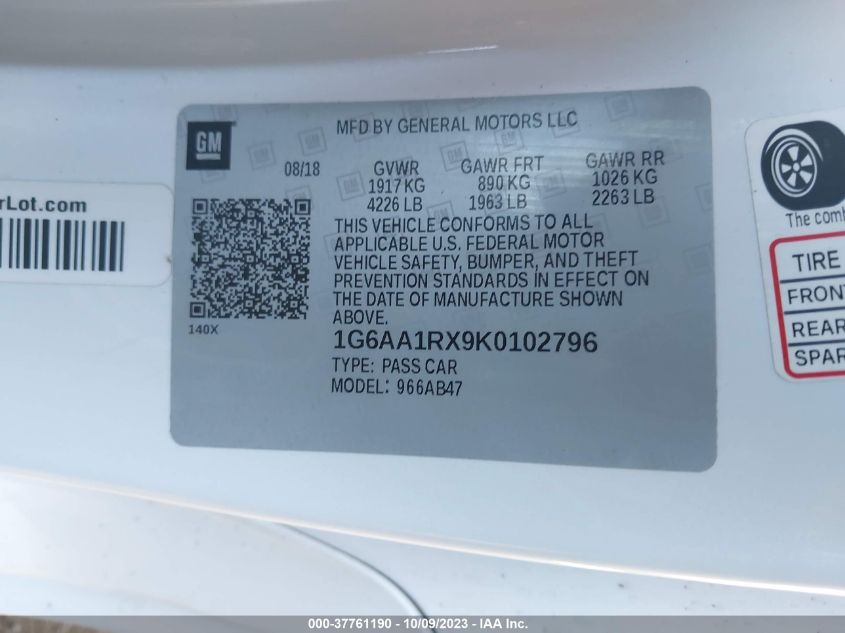 MFD BY GENERAL MOTORS LLC
GM
08/18 GVWR GAWR FRT GAWR RR
1917 KG 890 KG 1026 KG
4226 LB 1963 LB 2263 LB
THIS VEHICLE CONFORMS TO ALL
APPLICABLE U.S. FEDERAL MOTOR
VEHICLE SAFETY, BUMPER, AND THEFT
PREVENTION STANDARDS IN EFFECT ON
THE DATE OF MANUFACTURE SHOWN
ABOVE.
140X
1G6AA1RX9K0102796
TYPE: PASS CAR
MODEL: 966AB47
rLot.com
The comb
TIRE
FRONT
REAR
SPAR
000-37761190 - 10/09/2023 - IAA Inc.